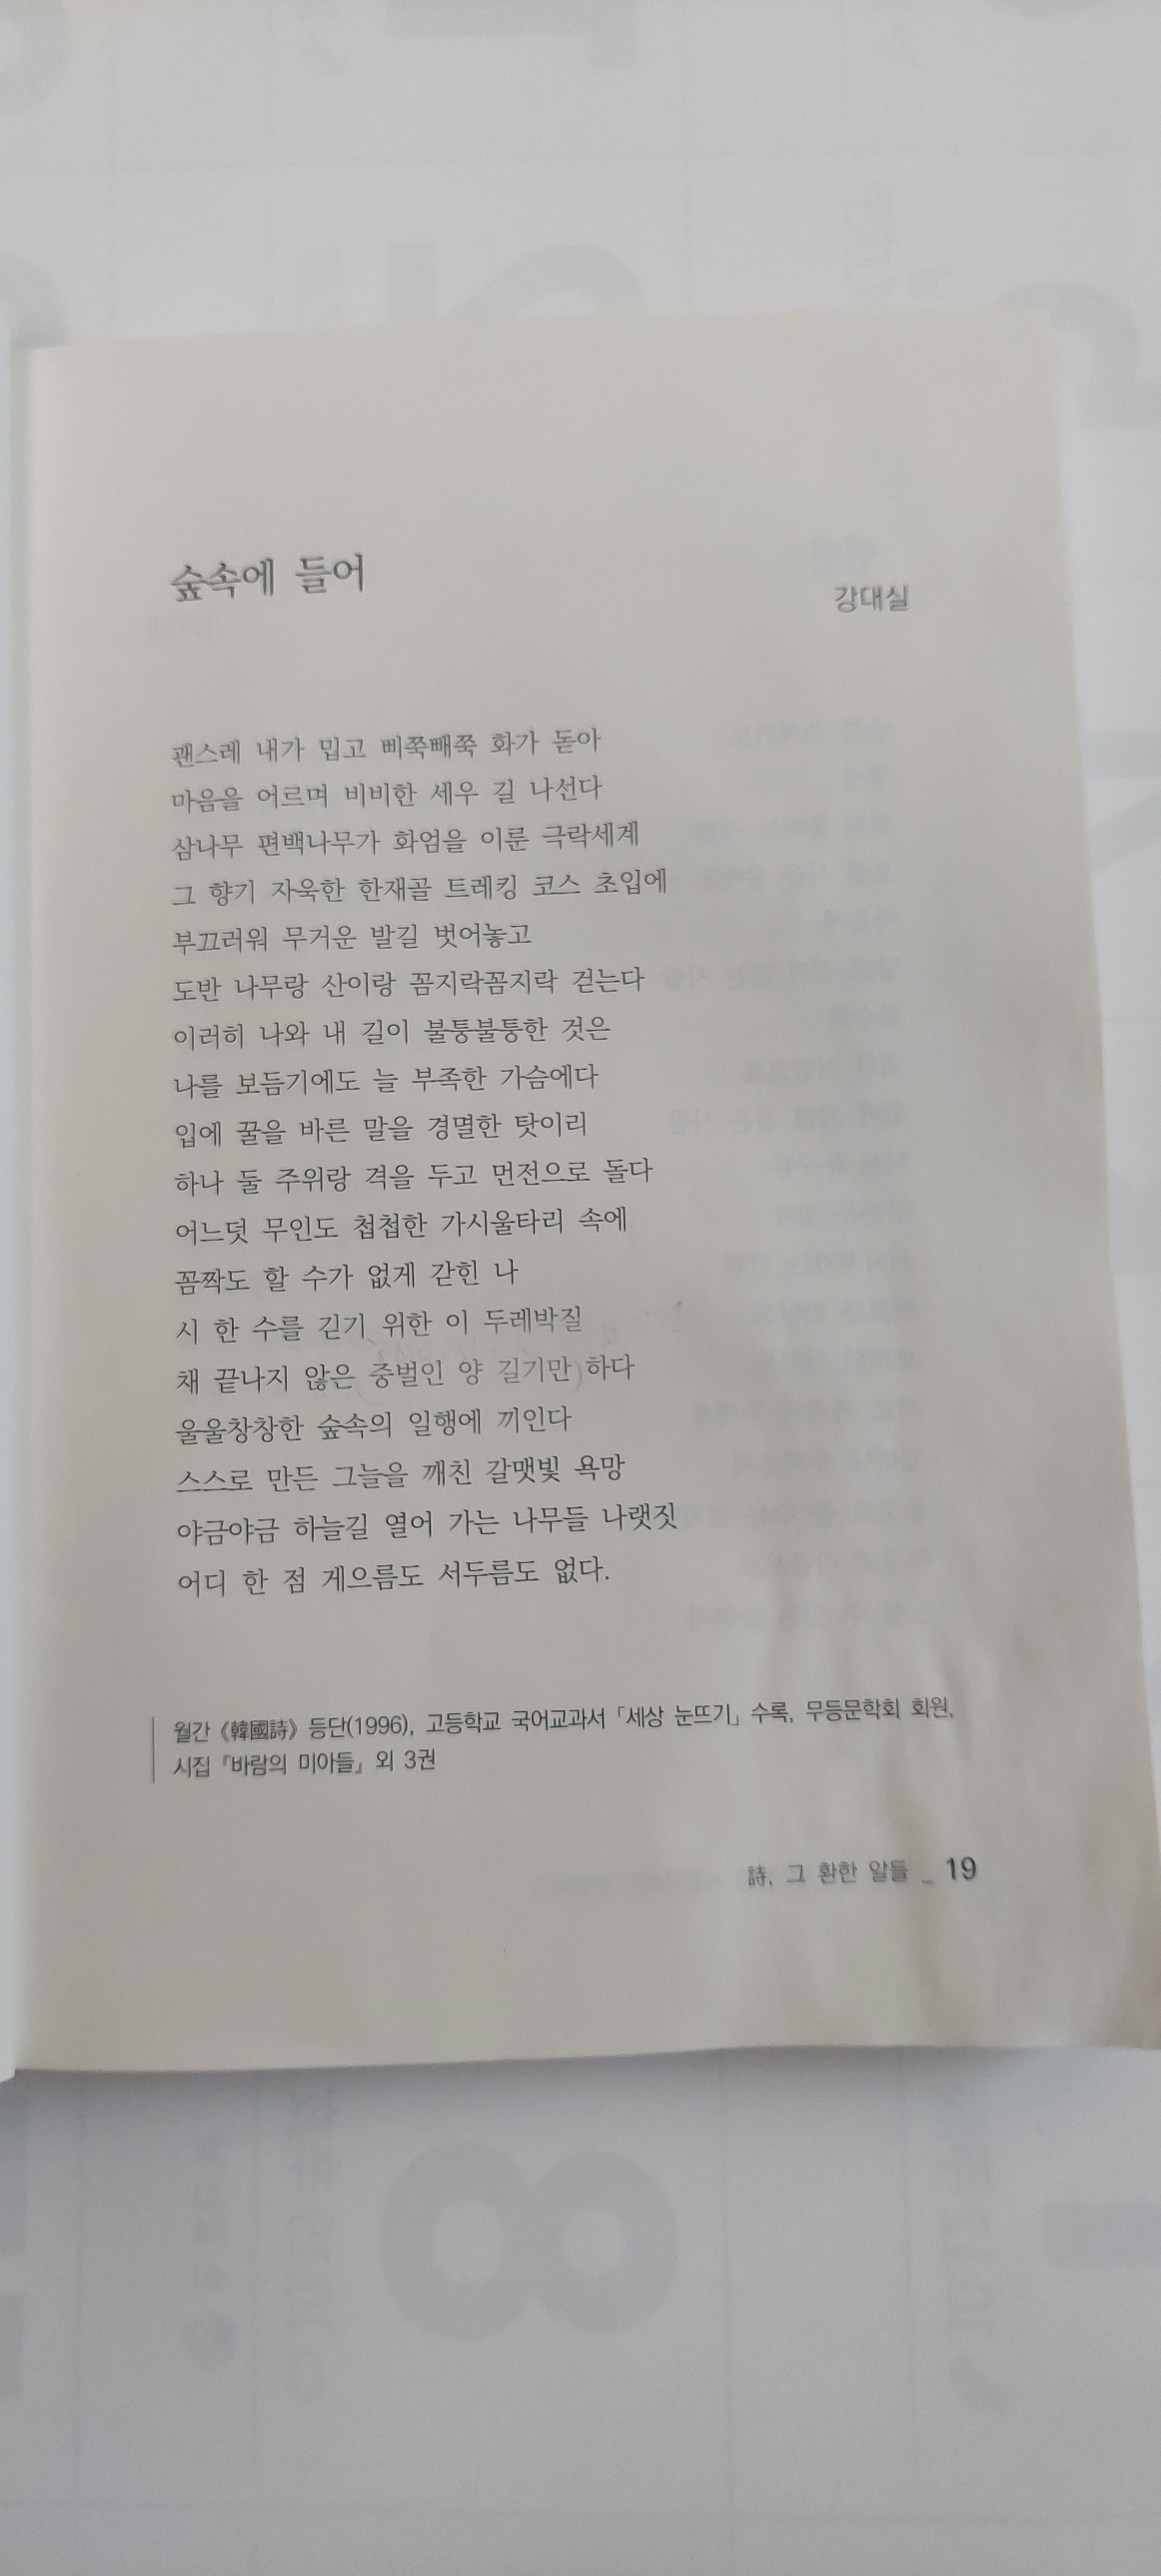 숲속에 들어
강대실
괜스레 내가 밉고 삐쭉빼쭉 화가 돋아
마음을 어르며 비비한 세우 길 나선다
삼나무 편백나무가 화엄을 이룬 극락세계
그 향기 자욱한 한재골 트레킹 코스 초입에
부끄러워 무거운 발길 벗어놓고
도반 나무랑 산이랑 꼼지락꼼지락 걷는다
이러히 나와 내 길이 불퉁불퉁한 것은
나를 보듬기에도 늘 부족한 가슴에다
입에 꿀을 바른 말을 경멸한 탓이리
하나 둘 주위랑 격을 두고 먼전으로 돌다
어느덧 무인도 첩첩한 가시울타리 속에
꼼짝도 할 수가 없게 갇힌 나
시 한 수를 긷기 위한 이 두레박질
채 끝나지 않은 중벌인 양 길기만 하다
울울창창한 숲속의 일행에 끼인다
스스로 만든 그늘을 깨친 갈맷빛 욕망
야금야금 하늘길 열어 가는 나무들 나랫짓
어디 한 점 게으름도 서두름도 없다.
월간 《韓國詩》 등단(1996), 고등학교 국어교과서 「세상 눈뜨기」 수록, 무등문학회 회원,
시집 『바람의 미아들』 외 3권
詩, 그 환한 알들 _ 19
8